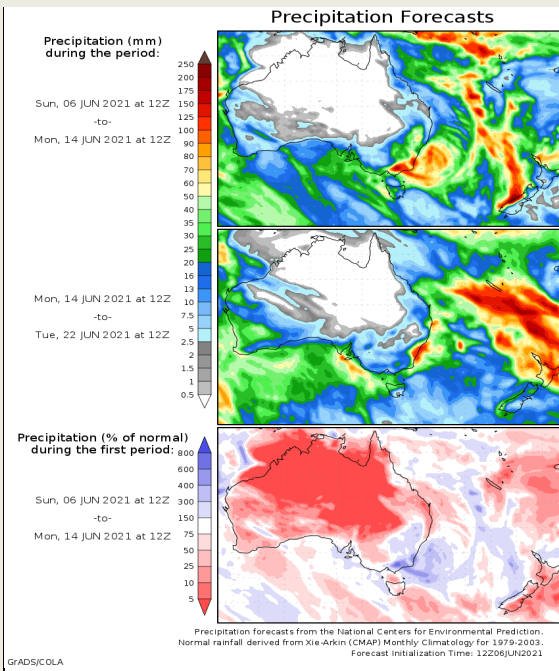 Precipitation Forecasts
Precipitation (mm)
during the period:
250
200
175
150
125
100
90
80
70
60
50
40
35
30
25
20
16
13
10
7.5
5
2.5
2
1.5
1
0.5
Sun, 06 JUN 2021 at 12Z
-to-
Mon, 14 JUN 2021 at 12Z
Mon, 14 JUN 2021 at 12Z
-to-
Tue, 22 JUN 2021 at 12Z
Precipitation (% of normal)
during the first period:
800
600
400
300
150
75
50
25
10
5
Sun, 06 JUN 2021 at 12Z
-to-
Mon, 14 JUN 2021 at 12Z
Precipitation forecasts from the National Centers for Environmental Prediction.
Normal rainfall derived from Xie-Arkin (CMAP) Monthly Climatology for 1979-2003.
Forecast Initialization Time: 12Z06JUN2021
GrADS/COLA